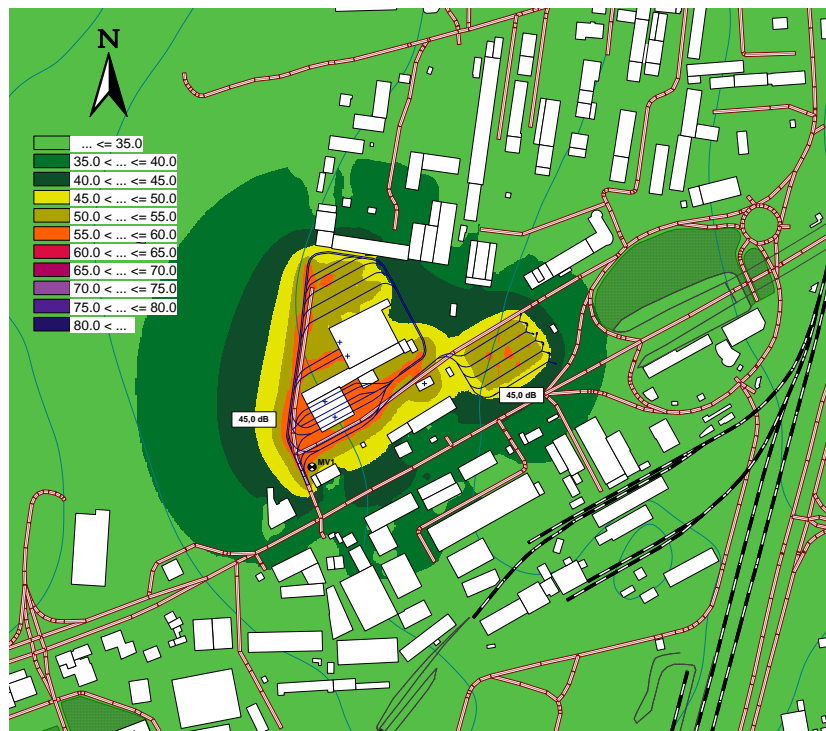 N
... <= 35.0
35.0 < ... <= 40.0
40.0 < ... <= 45.0
45.0 < ... <= 50.0
50.0 < ... <= 55.0
55.0 < ... <= 60.0
60.0 < ... <= 65.0
65.0 < ... <= 70.0
70.0 < ... <= 75.0
75.0 < ... <= 80.0
80.0 < ...
45,0 dB
45,0 dB
MV1